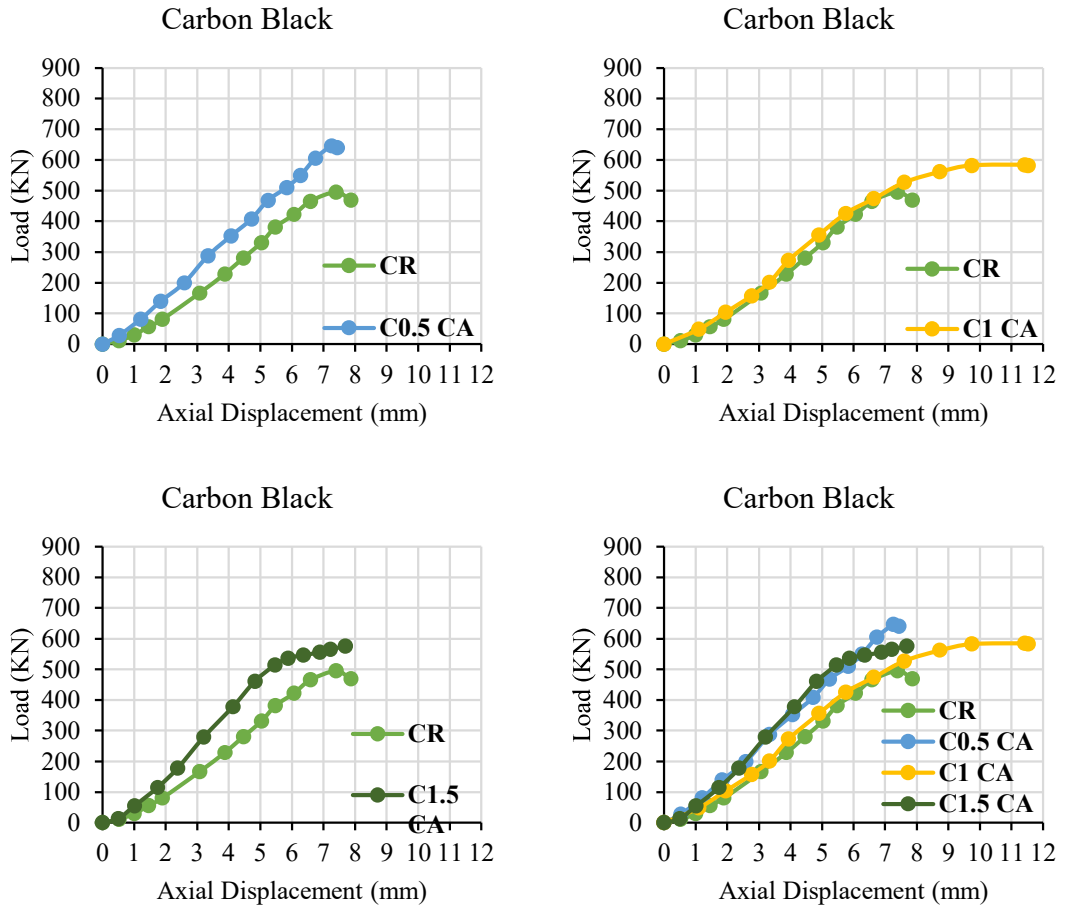 Carbon Black
900
800
700
600
500
400
300
200
100
0
Load (KN)
CR
C0.5 CA
0 1 2 3 4 5 6 7 8 9 10 11 12
Axial Displacement (mm)
Carbon Black
900
800
700
600
500
400
300
200
100
0
Load (KN)
CR
C1 CA
0 1 2 3 4 5 6 7 8 9 10 11 12
Axial Displacement (mm)
Carbon Black
900
800
700
600
500
400
300
200
100
0
Load (KN)
CR
C1.5
CA
0 1 2 3 4 5 6 7 8 9 10 11 12
Axial Displacement (mm)
Carbon Black
900
800
700
600
500
400
300
200
100
0
Load (KN)
CR
C0.5 CA
C1 CA
C1.5 CA
0 1 2 3 4 5 6 7 8 9 10 11 12
Axial Displacement (mm)